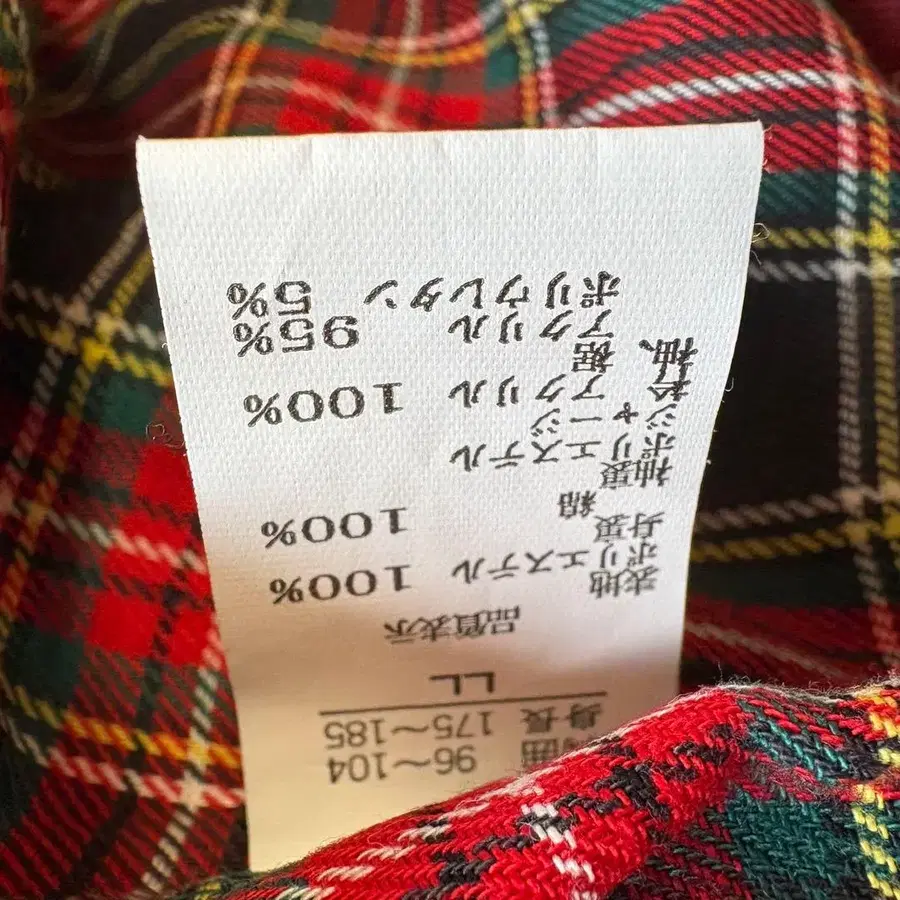 胸囲 96~104
身長 175~185
LL
品質表示
表地
ポリエステル 100%
身裏
綿 100%
袖裏
ポリエステル
ジャージ
衿 アクリル 100%
袖、裾
アクリル 95%
ポリウレタン 5%